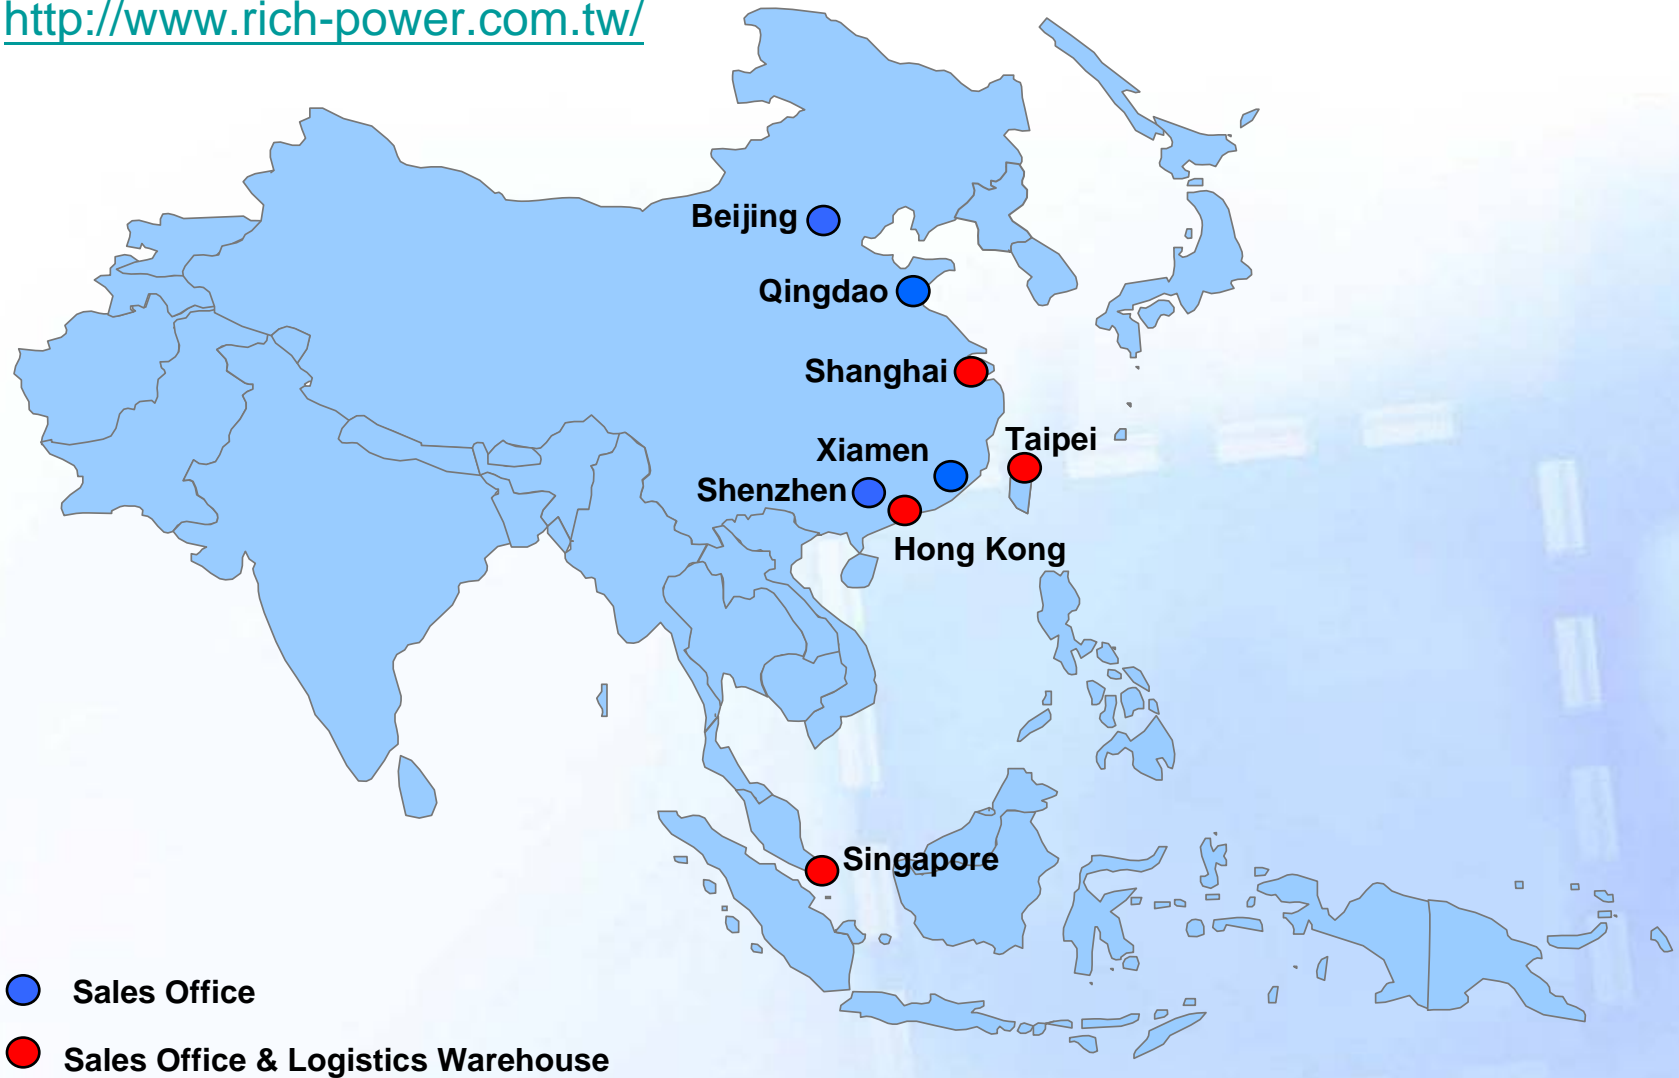 http://www.rich-power.com.tw/
Beijing
Qingdao
Shanghai
Taipei
Xiamen
Shenzhen
Hong Kong
Singapore
Sales Office
Sales Office & Logistics Warehouse